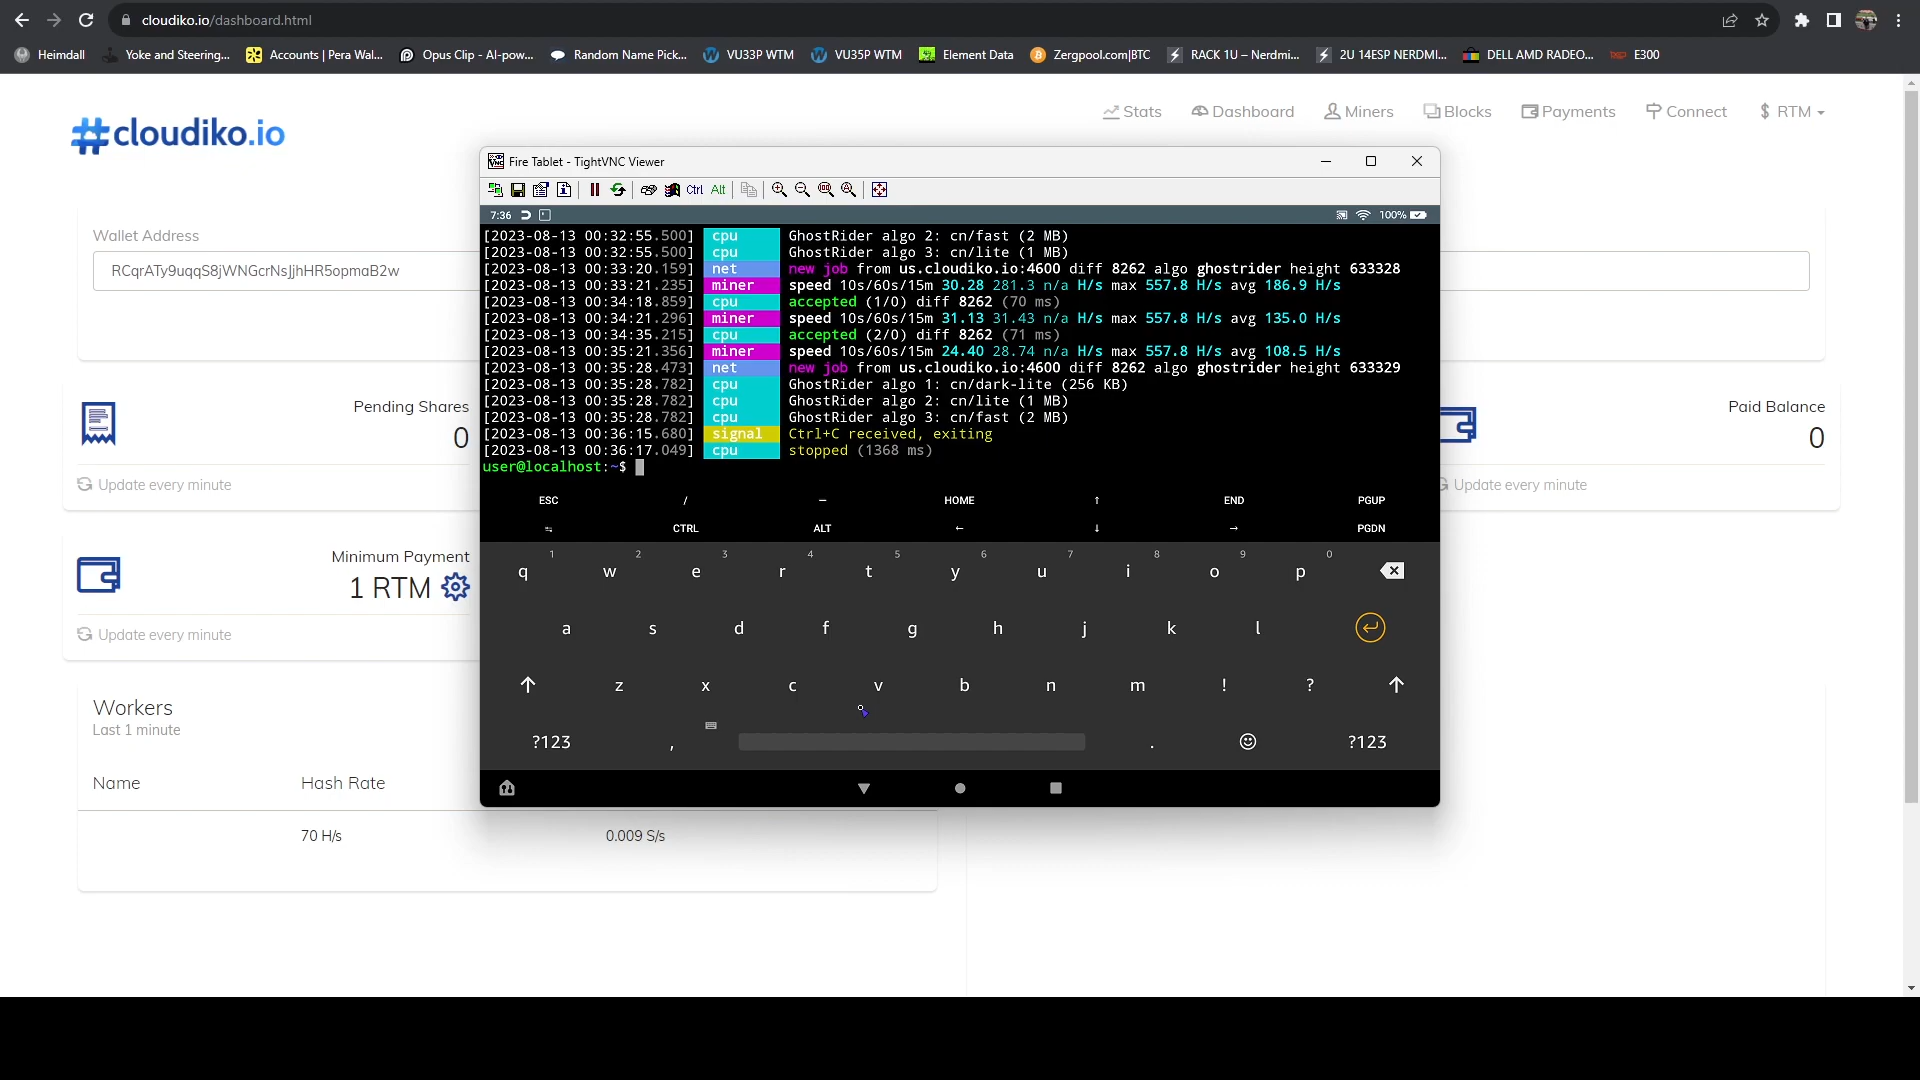 cloudiko.io/dashboard.html
Heimdall Yoke and Steering... Accounts | Pera Wal... Opus Clip - AI-pow... Random Name Pick... VU33P WTM VU35P WTM Element Data Zergpool.com|BTC RACK 1U – Nerdmi... 2U 14ESP NERDMI... DELL AMD RADEO... E300
#cloudiko.io
Stats Dashboard Miners Blocks Payments Connect $ RTM
Wallet Address
RCqrATy9uqqS8jWNGcrNsJjhHR5opmaB2w
Pending Shares
0
Update every minute
Paid Balance
0
Update every minute
Minimum Payment
1 RTM
Update every minute
Workers
Last 1 minute
Name Hash Rate
70 H/s 0.009 S/s
Fire Tablet - TightVNC Viewer
Ctrl Alt
7:36 100%
[2023-08-13 00:32:55.500] cpu GhostRider algo 2: cn/fast (2 MB)
[2023-08-13 00:32:55.500] cpu GhostRider algo 3: cn/lite (1 MB)
[2023-08-13 00:33:20.159] net new job from us.cloudiko.io:4600 diff 8262 algo ghostrider height 633328
[2023-08-13 00:33:21.235] miner speed 10s/60s/15m 30.28 281.3 n/a H/s max 557.8 H/s avg 186.9 H/s
[2023-08-13 00:34:18.859] cpu accepted (1/0) diff 8262 (70 ms)
[2023-08-13 00:34:21.296] miner speed 10s/60s/15m 31.13 31.43 n/a H/s max 557.8 H/s avg 135.0 H/s
[2023-08-13 00:34:35.215] cpu accepted (2/0) diff 8262 (71 ms)
[2023-08-13 00:35:21.356] miner speed 10s/60s/15m 24.40 28.74 n/a H/s max 557.8 H/s avg 108.5 H/s
[2023-08-13 00:35:28.473] net new job from us.cloudiko.io:4600 diff 8262 algo ghostrider height 633329
[2023-08-13 00:35:28.782] cpu GhostRider algo 1: cn/dark-lite (256 KB)
[2023-08-13 00:35:28.782] cpu GhostRider algo 2: cn/lite (1 MB)
[2023-08-13 00:35:28.782] cpu GhostRider algo 3: cn/fast (2 MB)
[2023-08-13 00:36:15.680] signal Ctrl+C received, exiting
[2023-08-13 00:36:17.049] cpu stopped (1368 ms)
user@localhost:~$
ESC / — HOME ↑ END PGUP
↹ CTRL ALT ← ↓ → PGDN
1 2 3 4 5 6 7 8 9 0
q w e r t y u i o p
a s d f g h j k l
z x c v b n m ! ?
?123 , . ?123